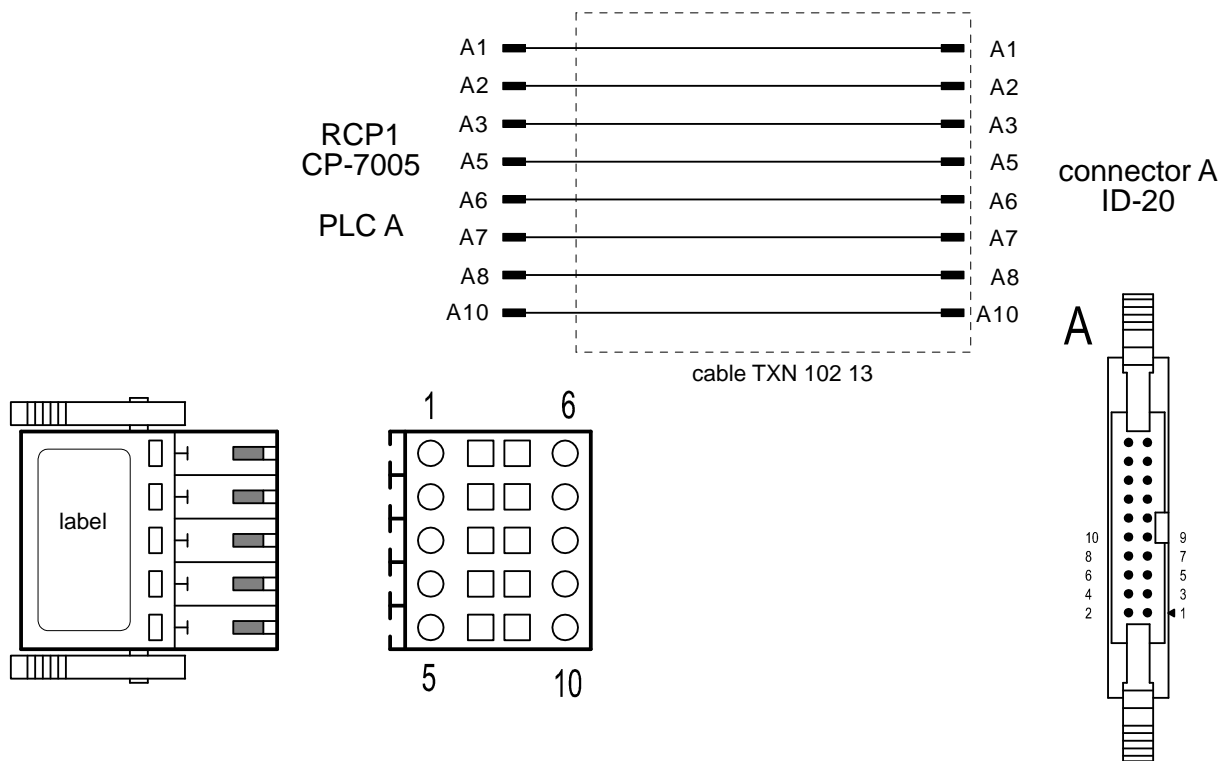 A1 A1
A2 A2
A3 A3
RCP1
CP-7005
A5 A5
connector A
ID-20
A6 A6
PLC A
A7 A7
A8 A8
A10 A10
A
cable TXN 102 13
1 6
label
10 9
8 7
6 5
4 3
2 1
5 10